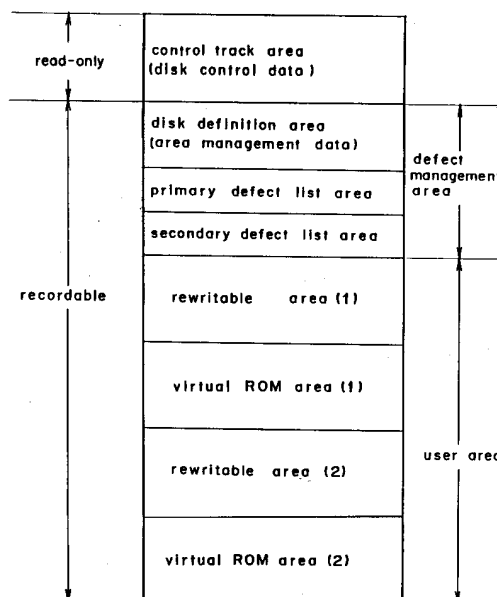 read-only
control track area
(disk control data)
disk definition area
(area management data)
primary defect list area
secondary defect list area
defect
management
area
recordable
rewritable area (1)
virtual ROM area (1)
rewritable area (2)
user area
virtual ROM area (2)